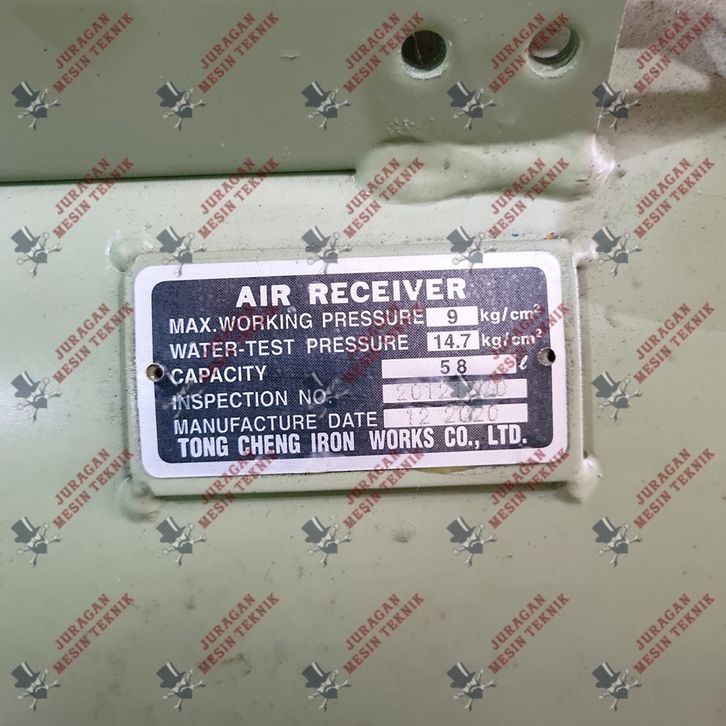 AIR RECEIVER
MAX. WORKING PRESSURE 9 kg/cm²
WATER-TEST PRESSURE 14.7 kg/cm²
CAPACITY 58 ℓ
INSPECTION NO.
MANUFACTURE DATE 12 2020
TONG CHENG IRON WORKS CO., LTD.
JURAGAN
MESIN TEKNIK